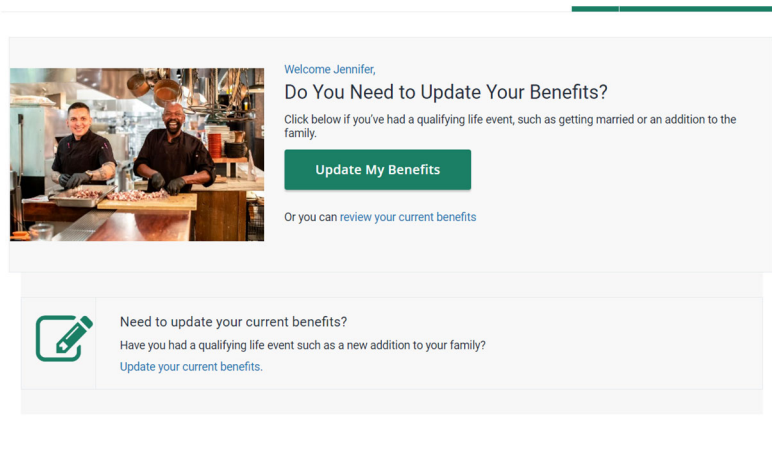 Welcome Jennifer,
Do You Need to Update Your Benefits?
Click below if you've had a qualifying life event, such as getting married or an addition to the
family.
Update My Benefits
Or you can review your current benefits
Need to update your current benefits?
Have you had a qualifying life event such as a new addition to your family?
Update your current benefits.